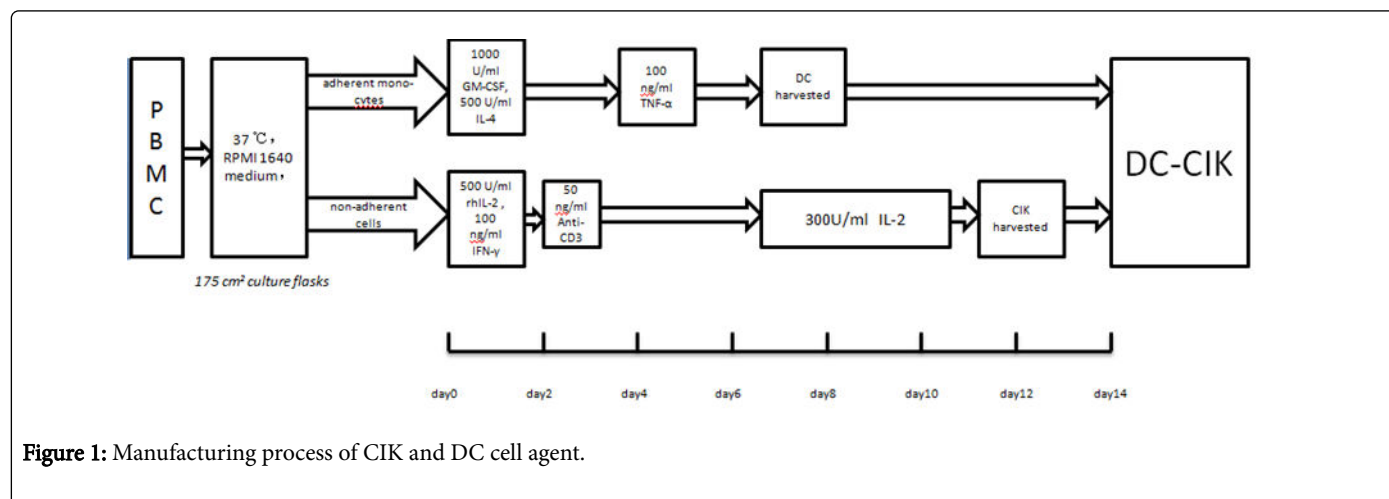 P
B
M
C
37 ℃,
RPMI 1640
medium,
175 cm² culture flasks
adherent mono-
cytes
non-adherent
cells
1000
U/ml
GM-CSF,
500 U/ml
IL-4
100
ng/ml
TNF-α
DC
harvested
500 U/ml
rhIL-2 ,
100
ng/ml
IFN-γ
50
ng/ml
Anti-
CD3
300U/ml IL-2
CIK
harvested
DC-CIK
day0
day2
day4
day6
day8
day10
day12
day14
Figure 1: Manufacturing process of CIK and DC cell agent.